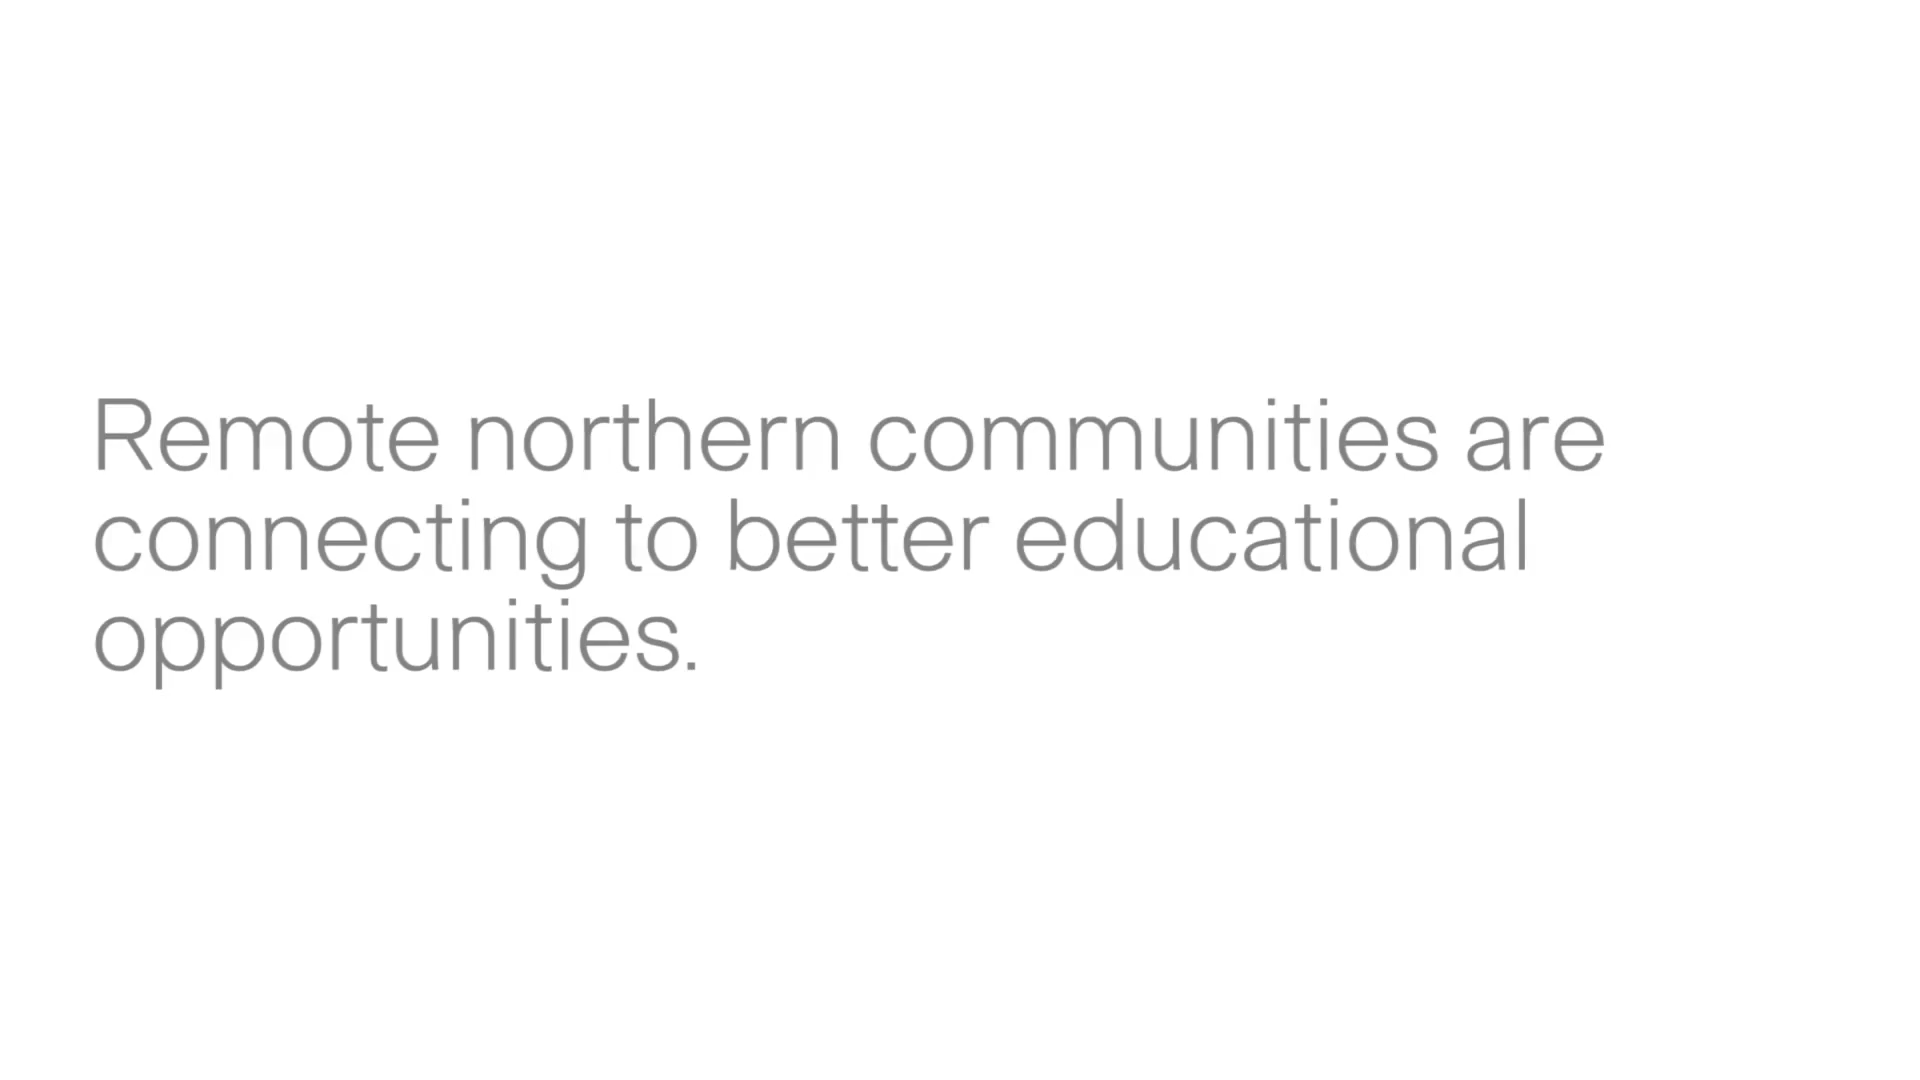 Remote northern communities are
connecting to better educational
opportunities.